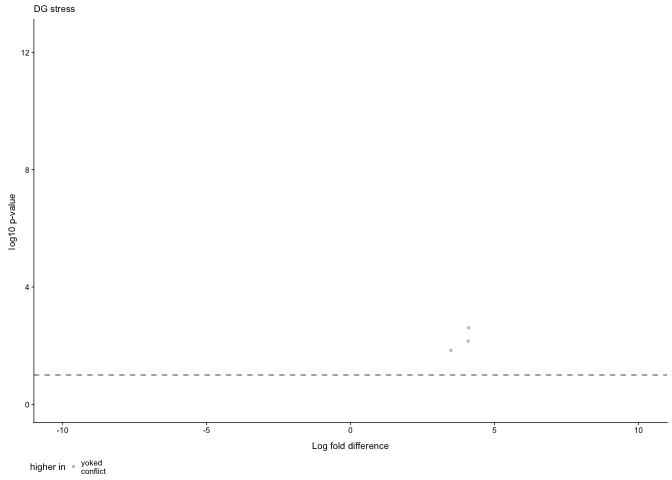 DG stress
12
8
4
0
log10 p-value
-10
-5
0
5
10
Log fold difference
higher in
yoked
conflict